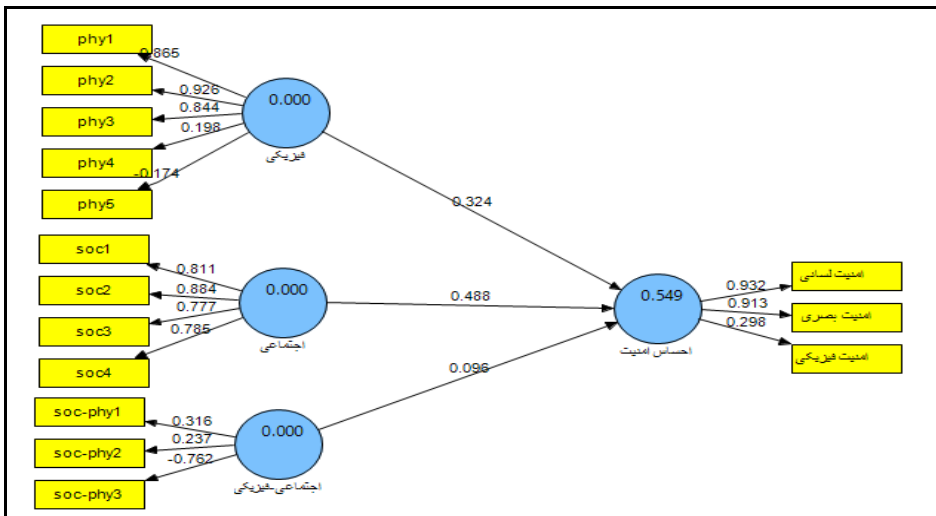 phy1
0.865
phy2
0.926
phy3
0.844
phy4
0.198
phy5
-0.174
0.000
فیزیکی
0.324
soc1
0.811
soc2
0.884
soc3
0.777
soc4
0.785
0.000
اجتماعی
0.488
soc-phy1
0.316
soc-phy2
0.237
soc-phy3
-0.762
0.000
اجتماعی-فیزیکی
0.096
0.549
احساس امنیت
0.932
امنیت لسانی
0.913
امنیت بصری
0.298
امنیت فیزیکی